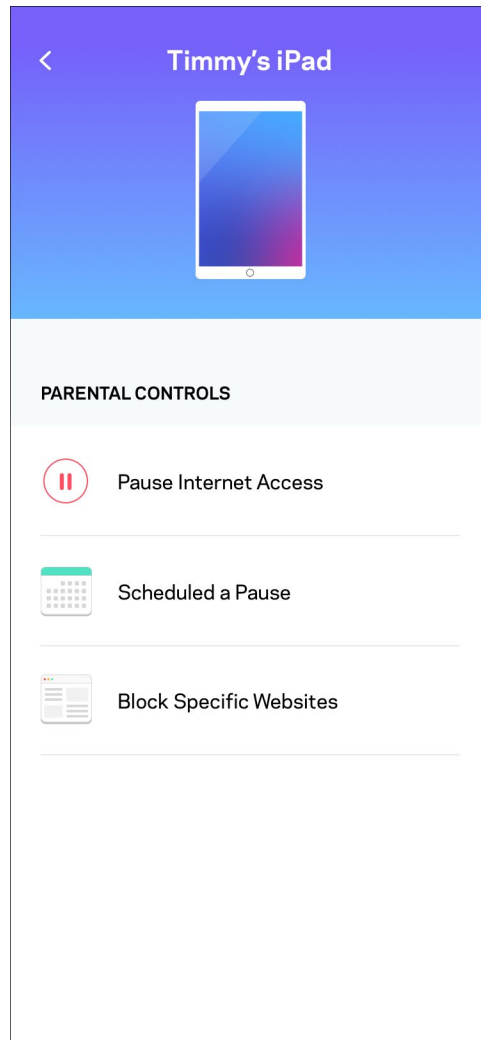 Timmy's iPad
PARENTAL CONTROLS
Pause Internet Access
Scheduled a Pause
Block Specific Websites